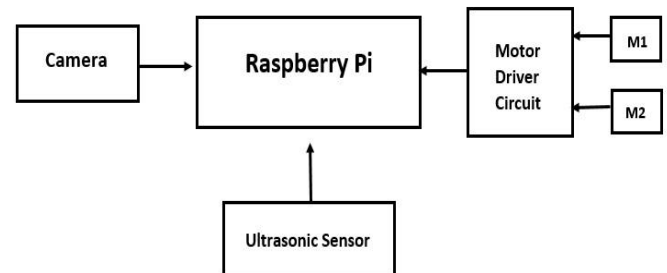 Camera
Raspberry Pi
Motor
Driver
Circuit
M1
M2
Ultrasonic Sensor